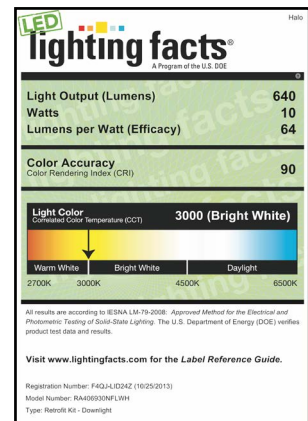 Halo
LED
lighting facts®
A Program of the U.S. DOE
Light Output (Lumens) 640
Watts 10
Lumens per Watt (Efficacy) 64
Color Accuracy
Color Rendering Index (CRI) 90
Light Color
Correlated Color Temperature (CCT) 3000 (Bright White)
Warm White Bright White Daylight
2700K 3000K 4500K 6500K
All results are according to IESNA LM-79-2008: Approved Method for the Electrical and
Photometric Testing of Solid-State Lighting. The U.S. Department of Energy (DOE) verifies
product test data and results.
Visit www.lightingfacts.com for the Label Reference Guide.
Registration Number: F4QJ-LID24Z (10/25/2013)
Model Number: RA406930NFLWH
Type: Retrofit Kit - Downlight